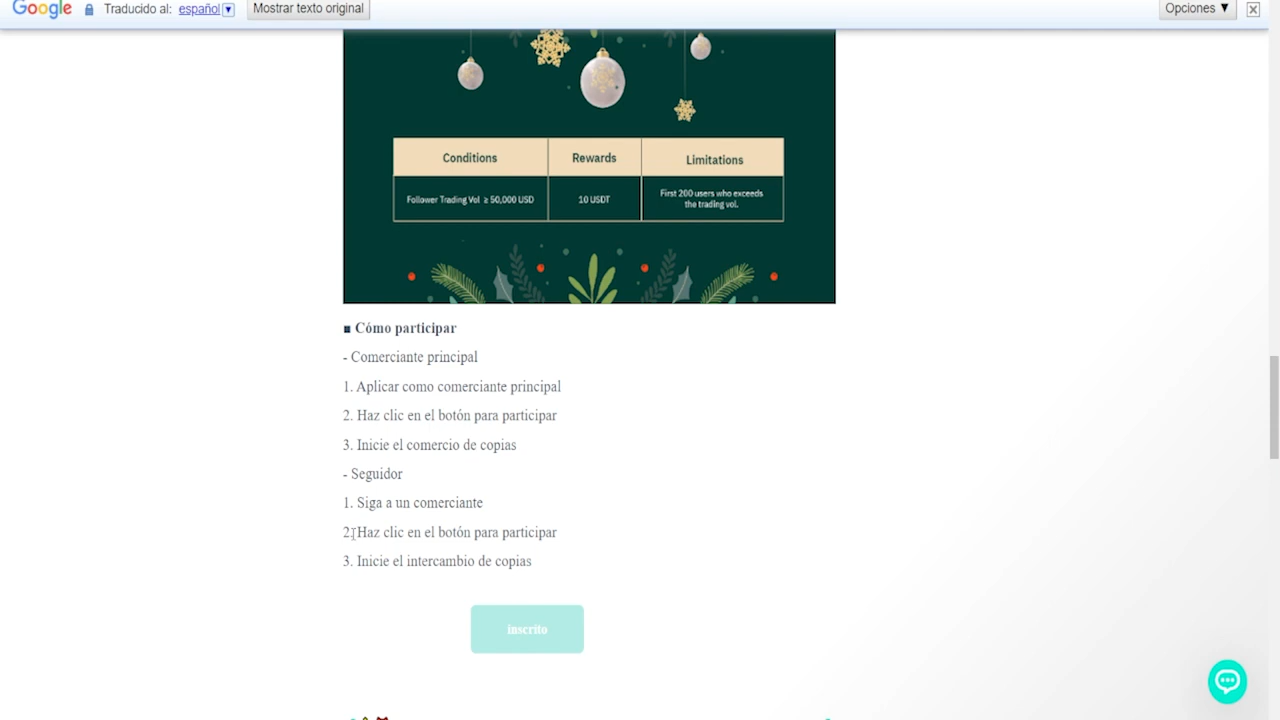 Google Traducido al: español Mostrar texto original Opciones ▼
Conditions Rewards Limitations
Follower Trading Vol ≥ 50,000 USD 10 USDT First 200 users who exceeds
the trading vol.
Cómo participar
- Comerciante principal
1. Aplicar como comerciante principal
2. Haz clic en el botón para participar
3. Inicie el comercio de copias
- Seguidor
1. Siga a un comerciante
2. Haz clic en el botón para participar
3. Inicie el intercambio de copias
inscrito